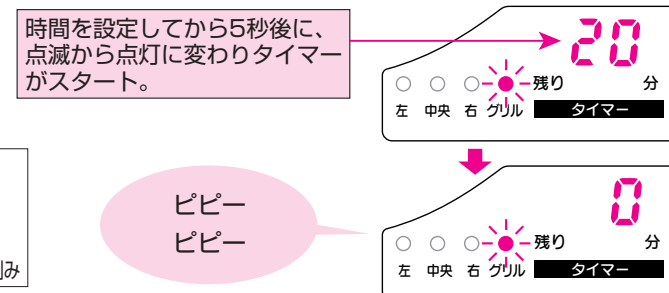 時間を設定してから5秒後に、
点滅から点灯に変わりタイマー
がスタート。
20
残り 分
左 中央 右 グリル タイマー
ピピー
ピピー
0
残り 分
左 中央 右 グリル タイマー
み